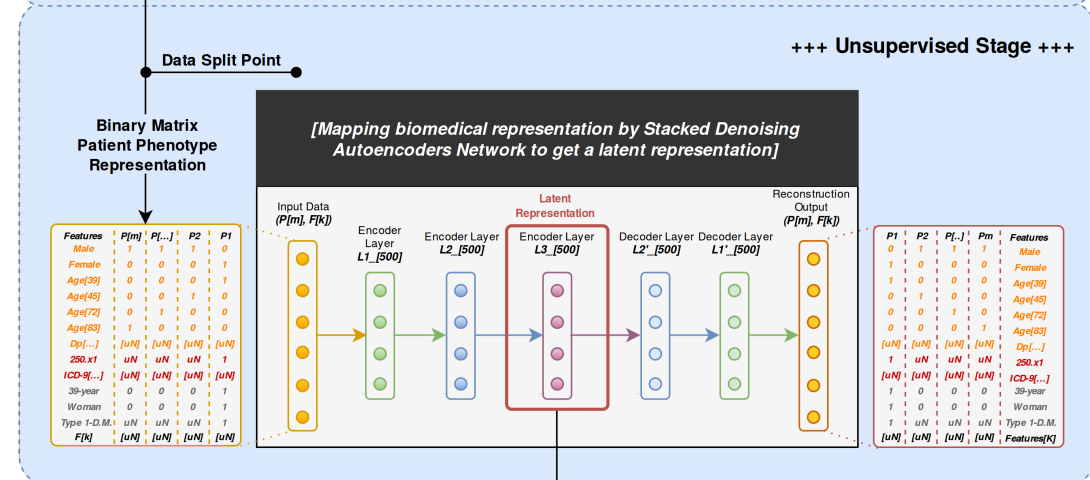 +++ Unsupervised Stage +++
Data Split Point
Binary Matrix
Patient Phenotype
Representation
[Mapping biomedical representation by Stacked Denoising
Autoencoders Network to get a latent representation]
Input Data
(P[m], F[k])
Encoder
Layer
L1_[500]
Encoder Layer
L2_[500]
Latent
Representation
Encoder Layer
L3_[500]
Decoder Layer
L2'_[500]
Decoder Layer
L1'_[500]
Reconstruction
Output
(P[m], F[k])
Features P[m] P[...] P2 P1
Male 1 1 1 0
Female 0 0 0 1
Age[39] 0 0 0 1
Age[45] 0 0 1 0
Age[72] 0 1 0 0
Age[83] 1 0 0 0
Dp[...] [uN] [uN] [uN] [uN]
250.x1 uN uN uN 1
ICD-9[...] [uN] [uN] [uN] [uN]
39-year 0 0 0 1
Woman 0 0 0 1
Type 1-D.M. uN uN uN 1
F[k] [uN] [uN] [uN] [uN]
P1 P2 P[..] Pm Features
0 1 1 1 Male
1 0 0 0 Female
1 0 0 0 Age[39]
0 1 0 0 Age[45]
0 0 1 0 Age[72]
0 0 0 1 Age[83]
[uN] [uN] [uN] [uN] Dp[...]
1 uN uN uN 250.x1
[uN] [uN] [uN] [uN] ICD-9[...]
1 0 0 0 39-year
1 0 0 0 Woman
1 uN uN uN Type 1-D.M.
[uN] [uN] [uN] [uN] Features[K]